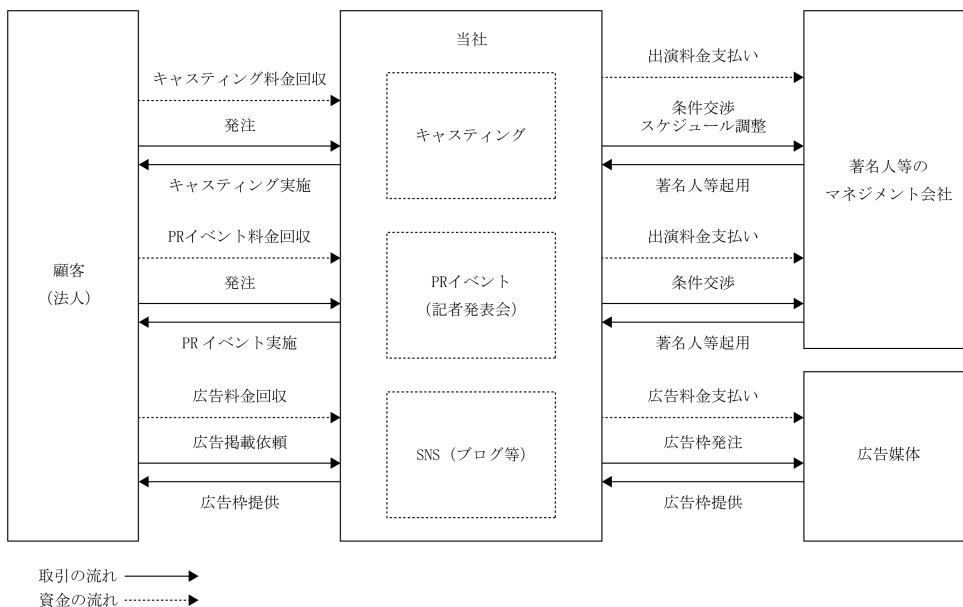 当社
キャスティング料金回収
発注
キャスティング実施
PRイベント料金回収
発注
PR イベント実施
広告料金回収
広告掲載依頼
広告枠提供
顧客
(法人)
キャスティング
PRイベント
(記者発表会)
SNS (ブログ等)
出演料金支払い
条件交渉
スケジュール調整
著名人等起用
出演料金支払い
条件交渉
著名人等起用
広告料金支払い
広告枠発注
広告枠提供
著名人等の
マネジメント会社
広告媒体
取引の流れ
資金の流れ